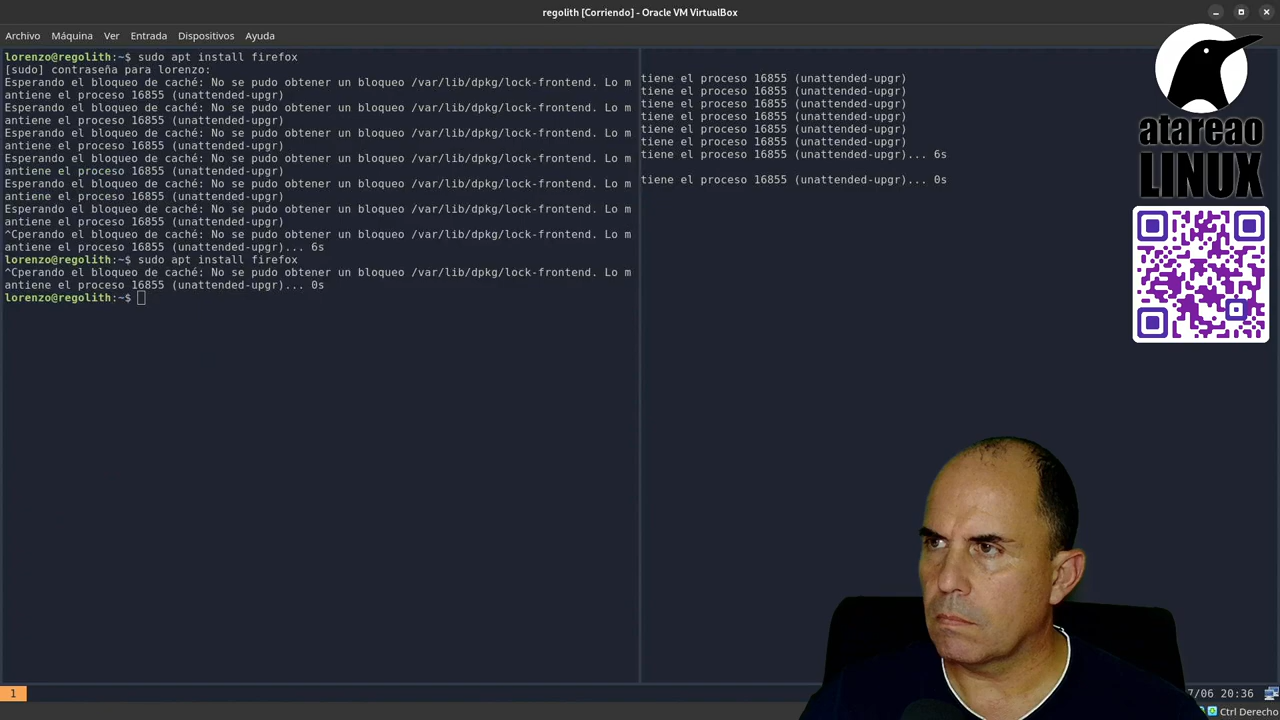 regolith [Corriendo] - Oracle VM VirtualBox
Archivo Máquina Ver Entrada Dispositivos Ayuda
lorenzo@regolith:~$ sudo apt install firefox
[sudo] contraseña para lorenzo:
Esperando el bloqueo de caché: No se pudo obtener un bloqueo /var/lib/dpkg/lock-frontend. Lo m
antiene el proceso 16855 (unattended-upgr)
Esperando el bloqueo de caché: No se pudo obtener un bloqueo /var/lib/dpkg/lock-frontend. Lo m
antiene el proceso 16855 (unattended-upgr)
Esperando el bloqueo de caché: No se pudo obtener un bloqueo /var/lib/dpkg/lock-frontend. Lo m
antiene el proceso 16855 (unattended-upgr)
Esperando el bloqueo de caché: No se pudo obtener un bloqueo /var/lib/dpkg/lock-frontend. Lo m
antiene el proceso 16855 (unattended-upgr)
Esperando el bloqueo de caché: No se pudo obtener un bloqueo /var/lib/dpkg/lock-frontend. Lo m
antiene el proceso 16855 (unattended-upgr)
Esperando el bloqueo de caché: No se pudo obtener un bloqueo /var/lib/dpkg/lock-frontend. Lo m
antiene el proceso 16855 (unattended-upgr)
^Cperando el bloqueo de caché: No se pudo obtener un bloqueo /var/lib/dpkg/lock-frontend. Lo m
antiene el proceso 16855 (unattended-upgr)... 6s
lorenzo@regolith:~$ sudo apt install firefox
^Cperando el bloqueo de caché: No se pudo obtener un bloqueo /var/lib/dpkg/lock-frontend. Lo m
antiene el proceso 16855 (unattended-upgr)... 0s
lorenzo@regolith:~$
tiene el proceso 16855 (unattended-upgr)
tiene el proceso 16855 (unattended-upgr)
tiene el proceso 16855 (unattended-upgr)
tiene el proceso 16855 (unattended-upgr)
tiene el proceso 16855 (unattended-upgr)
tiene el proceso 16855 (unattended-upgr)
tiene el proceso 16855 (unattended-upgr)... 6s
tiene el proceso 16855 (unattended-upgr)... 0s
atareao
LINUX
1
7/06 20:36
Ctrl Derecho